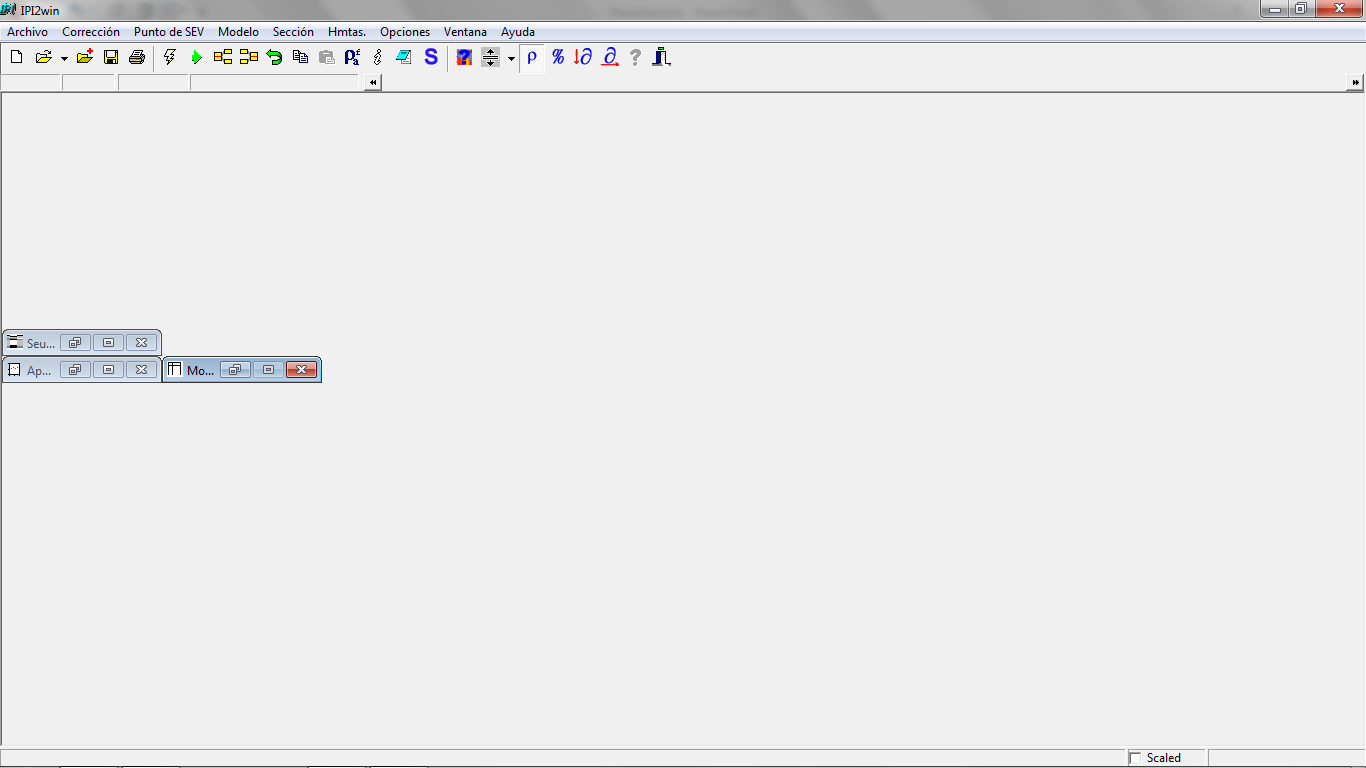 IPI2win
Archivo Corrección Punto de SEV Modelo Sección Hmtas. Opciones Ventana Ayuda
S ρ % ∂ ∂ ?
Seu...
Ap... Mo...
Scaled